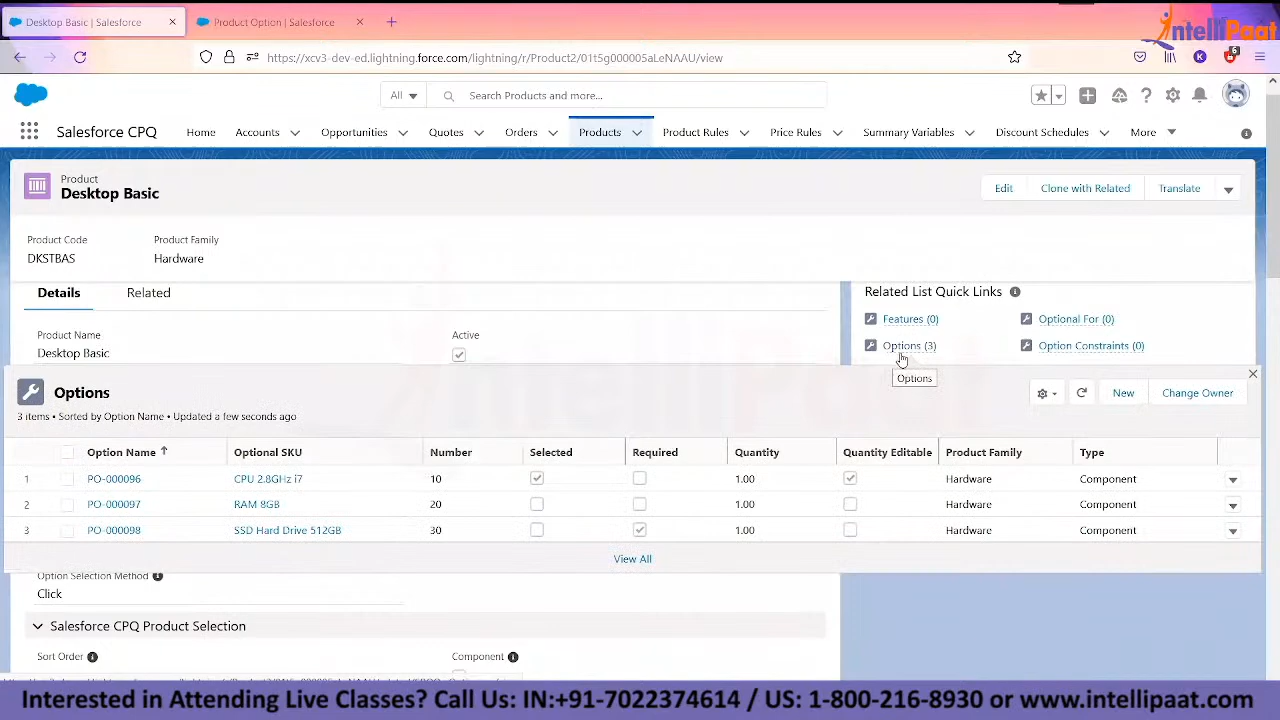 Desktop Basic | Salesforce
Product Option | Salesforce
IntelliPaat
https://xcv3-dev-ed.lightning.force.com/lightning/r/Product2/01t5g000005aLeNAAU/view
K
6
All
Search Products and more...
Salesforce CPQ
Home
Accounts
Opportunities
Quotes
Orders
Products
Product Rules
Price Rules
Summary Variables
Discount Schedules
More
Product
Desktop Basic
Edit
Clone with Related
Translate
Product Code
Product Family
DKSTBAS
Hardware
Details
Related
Related List Quick Links
Features (0)
Optional For (0)
Product Name
Active
Desktop Basic
Options (3)
Option Constraints (0)
Options
Options
3 items • Sorted by Option Name • Updated a few seconds ago
New
Change Owner
Option Name Optional SKU Number Selected Required Quantity Quantity Editable Product Family Type
1 PO-000096 CPU 2.8GHz i7 10 1.00 Hardware Component
2 PO-000097 RAM 8GB 20 1.00 Hardware Component
3 PO-000098 SSD Hard Drive 512GB 30 1.00 Hardware Component
View All
Option Selection Method
Click
Salesforce CPQ Product Selection
Sort Order
Component
Interested in Attending Live Classes? Call Us: IN:+91-7022374614 / US: 1-800-216-8930 or www.intellipaat.com